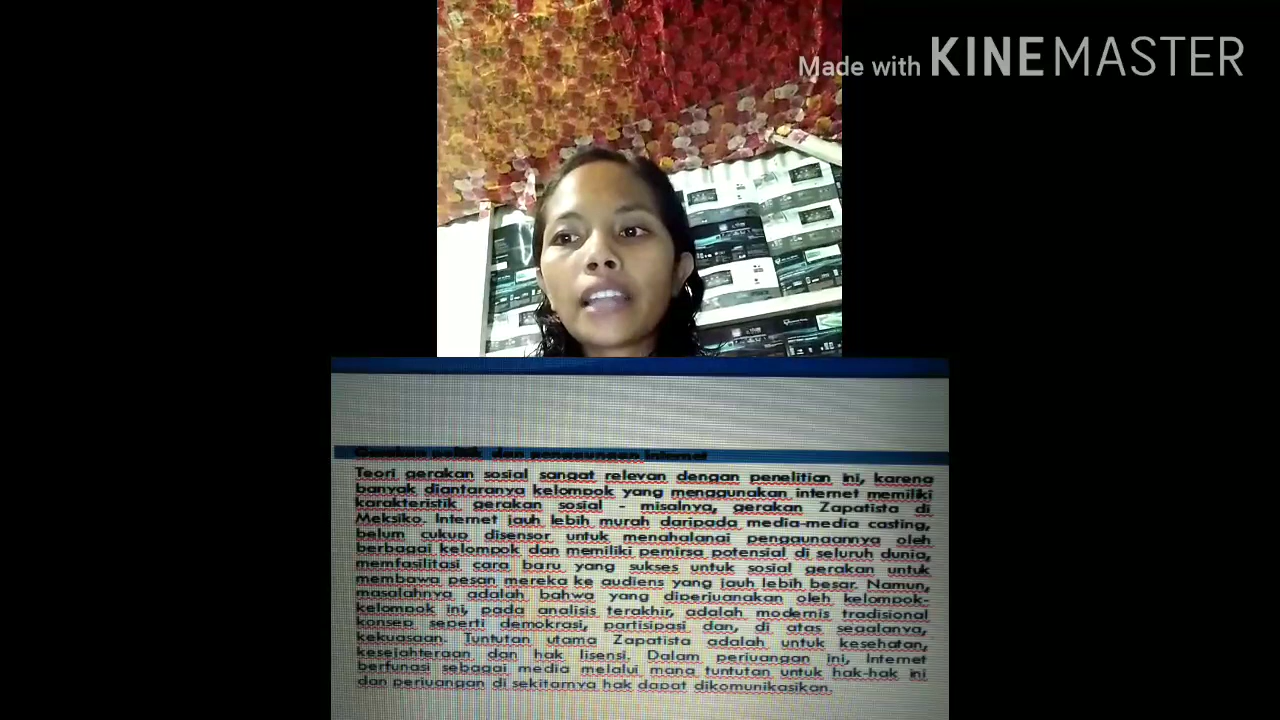 Made with KINEMASTER
Gerakan politik dan penggunaan Internet
Teori gerakan sosial sangat relevan dengan penelitian ini, karena
banyak diantaranya kelompok yang menggunakan internet memiliki
karakteristik gerakan sosial - misalnya, gerakan Zapatista di
Meksiko. Internet jauh lebih murah daripada media-media casting,
belum cukup disensor untuk menghalangi penggunaannya oleh
berbagai kelompok dan memiliki pemirsa potensial di seluruh dunia,
memfasilitasi cara baru yang sukses untuk sosial gerakan untuk
membawa pesan mereka ke audiens yang jauh lebih besar. Namun,
masalahnya adalah bahwa yang diperjuangkan oleh kelompok-
kelompok ini, pada analisis terakhir, adalah modernis tradisional
konsep seperti demokrasi, partisipasi dan, di atas segalanya,
kekuasaan. Tuntutan utama Zapatista adalah untuk kesehatan,
kesejahteraan dan hak lisensi. Dalam perjuangan ini, Internet
berfungsi sebagai media melalui mana tuntutan untuk hak-hak ini
dan perjuangan di sekitarnya hak dapat dikomunikasikan.